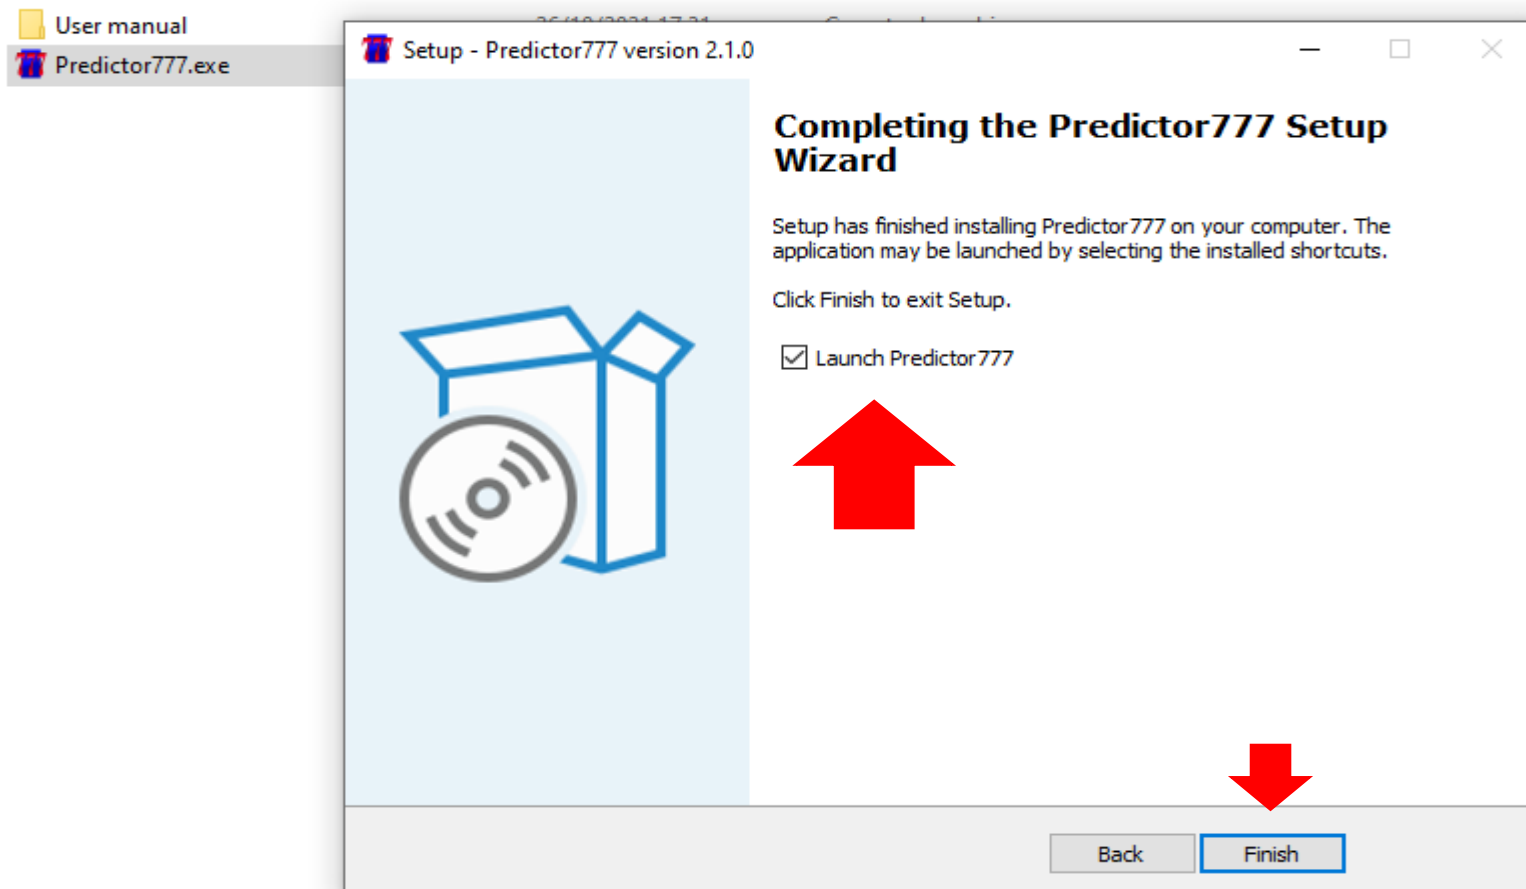 User manual
Predictor777.exe
Setup - Predictor777 version 2.1.0
Completing the Predictor777 Setup
Wizard
Setup has finished installing Predictor777 on your computer. The
application may be launched by selecting the installed shortcuts.
Click Finish to exit Setup.
Launch Predictor777
Back
Finish